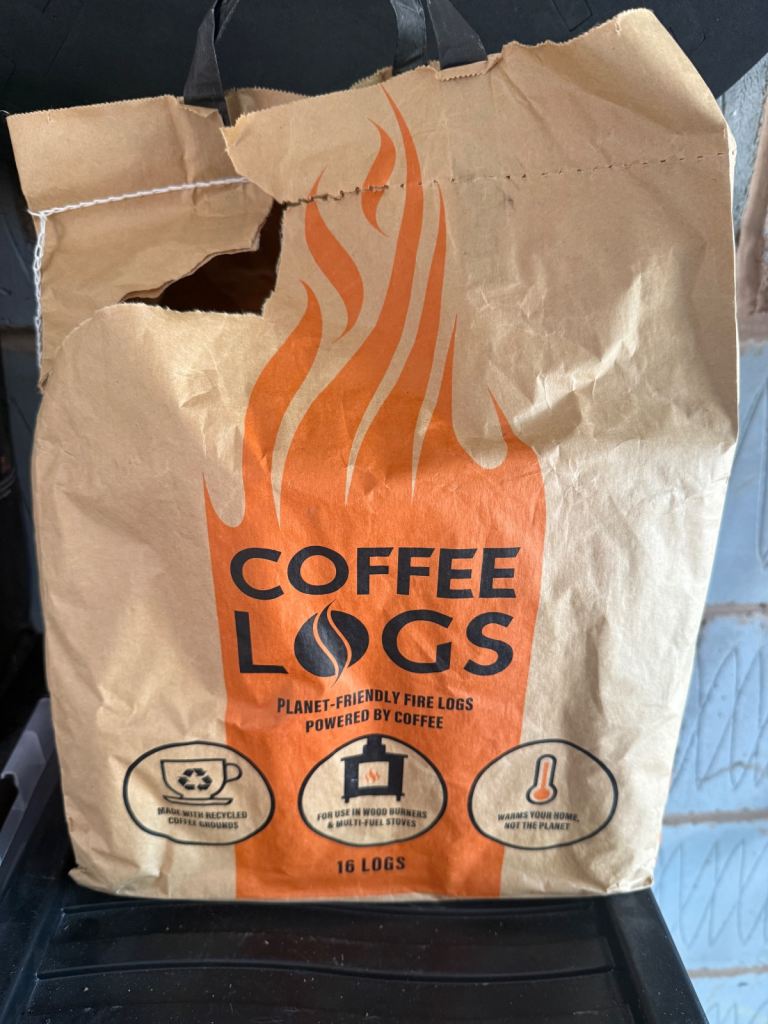 COFFEE
LOGS
PLANET-FRIENDLY FIRE LOGS
POWERED BY COFFEE
MADE WITH RECYCLED
COFFEE GROUNDS
FOR USE IN WOOD BURNERS
& MULTI-FUEL STOVES
WARMS YOUR HOME,
NOT THE PLANET
16 LOGS